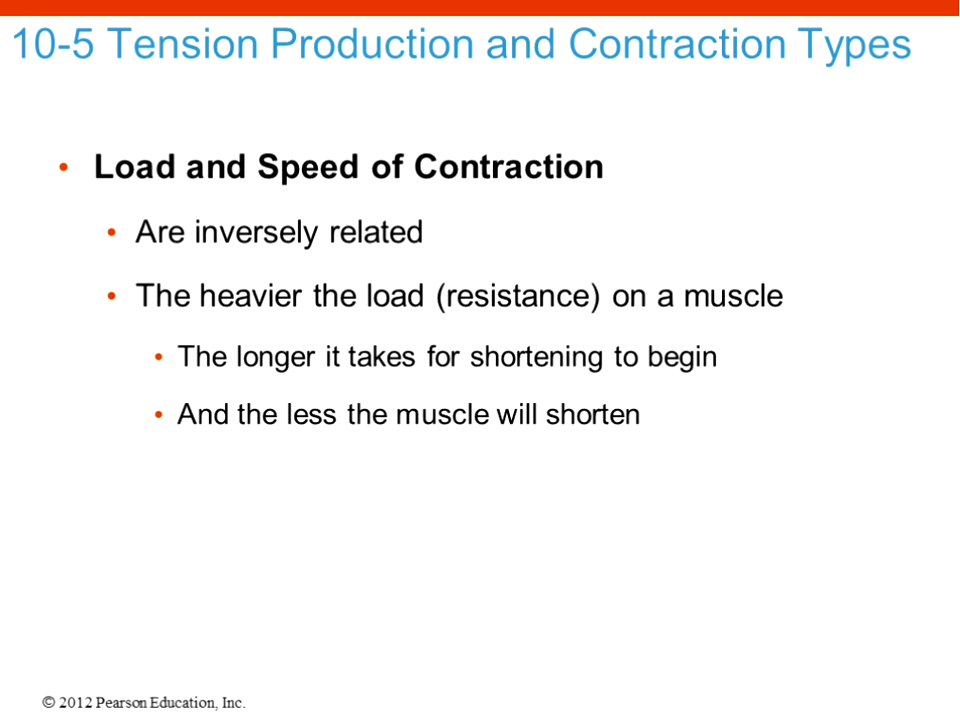 10-5 Tension Production and Contraction Types
• Load and Speed of Contraction
• Are inversely related
• The heavier the load (resistance) on a muscle
• The longer it takes for shortening to begin
• And the less the muscle will shorten
© 2012 Pearson Education, Inc.